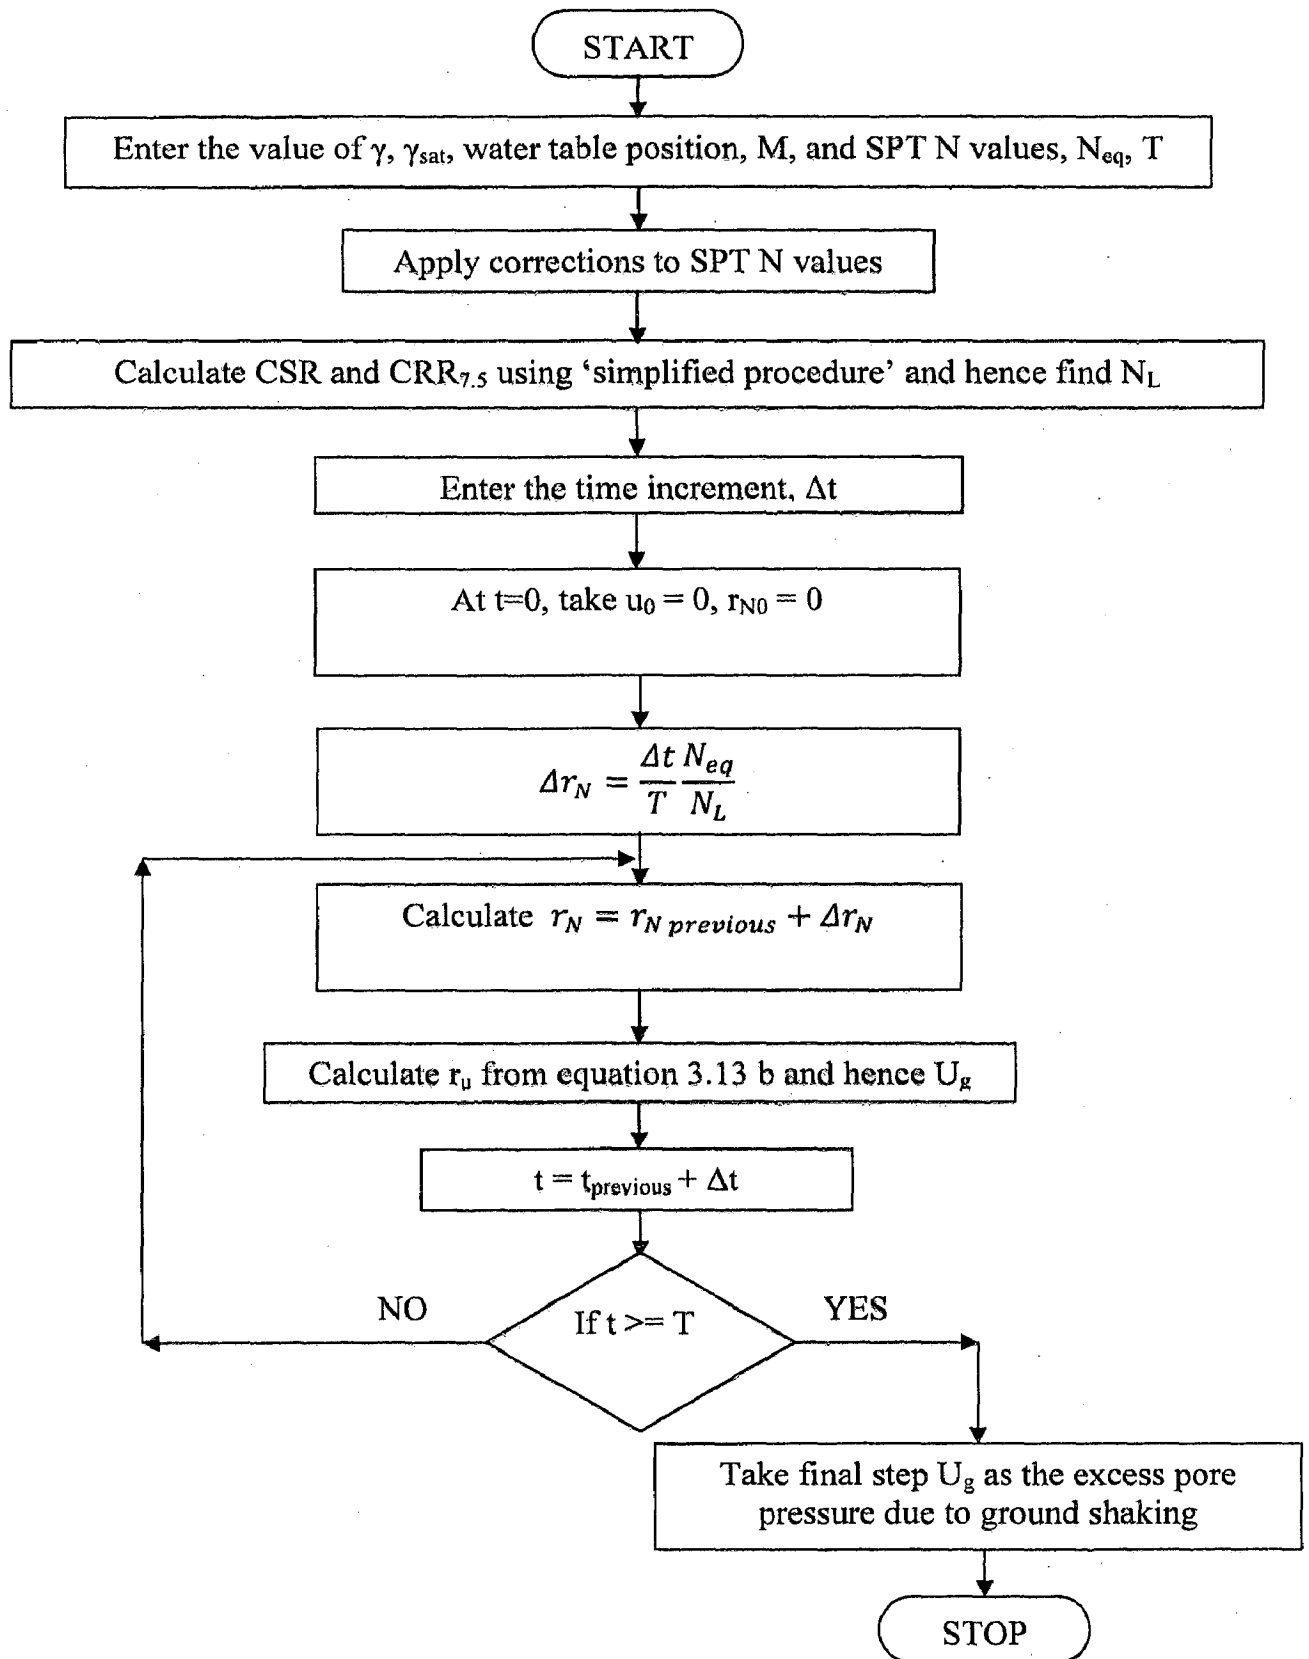 START
Enter the value of γ, γsat, water table position, M, and SPT N values, Neq, T
Apply corrections to SPT N values
Calculate CSR and CRR7.5 using ‘simplified procedure’ and hence find NL
Enter the time increment, Δt
At t=0, take u0 = 0, rN0 = 0
ΔrN = Δt/T Neq/NL
Calculate rN = rN previous + ΔrN
Calculate ru from equation 3.13 b and hence Ug
t = tprevious + Δt
NO
If t >= T
YES
Take final step Ug as the excess pore
pressure due to ground shaking
STOP